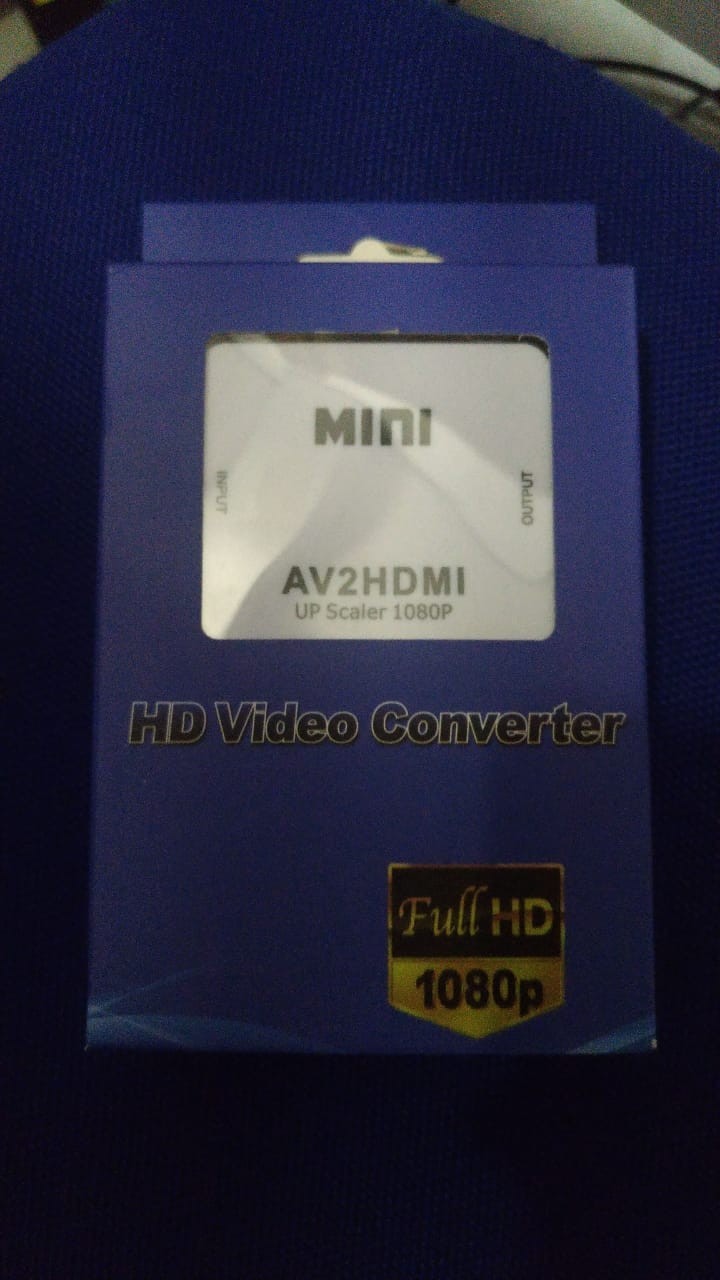 MINI
INPUT
OUTPUT
AV2HDMI
UP Scaler 1080P
HD Video Converter
Full HD
1080p